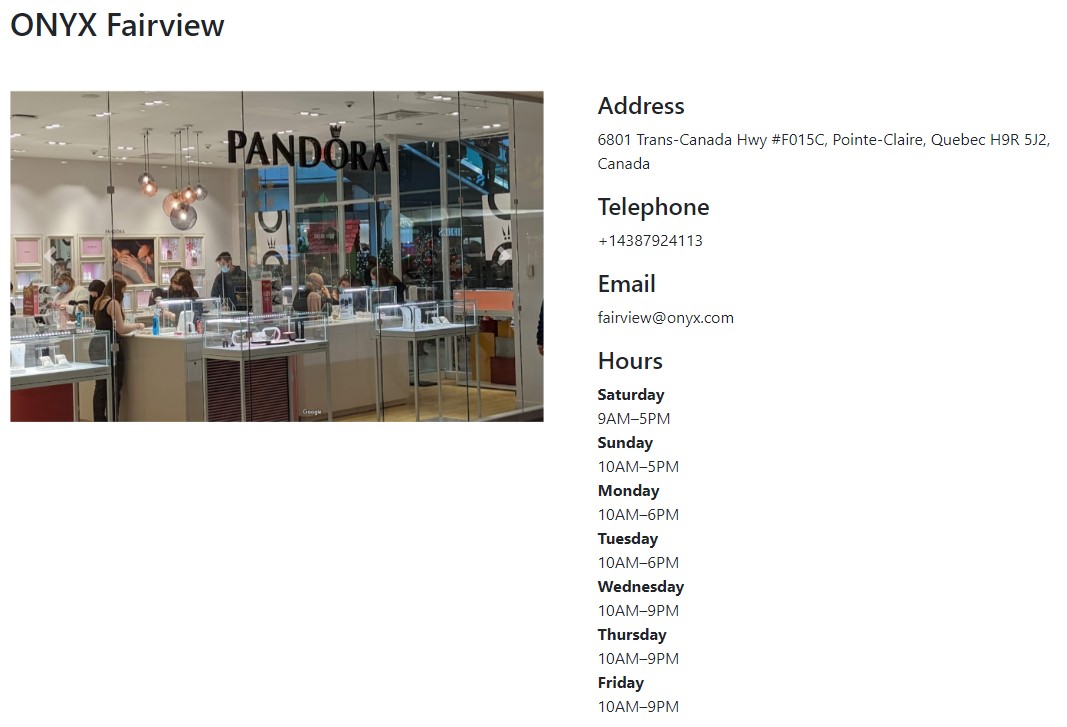 ONYX Fairview
PANDORA
PANDORA
Google
Address
6801 Trans-Canada Hwy #F015C, Pointe-Claire, Quebec H9R 5J2,
Canada
Telephone
+14387924113
Email
fairview@onyx.com
Hours
Saturday
9AM–5PM
Sunday
10AM–5PM
Monday
10AM–6PM
Tuesday
10AM–6PM
Wednesday
10AM–9PM
Thursday
10AM–9PM
Friday
10AM–9PM